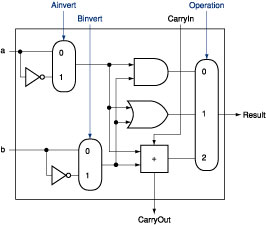 Ainvert
Operation
Binvert
CarryIn
a
0
1
0
1
Result
b
0
1
+
2
CarryOut